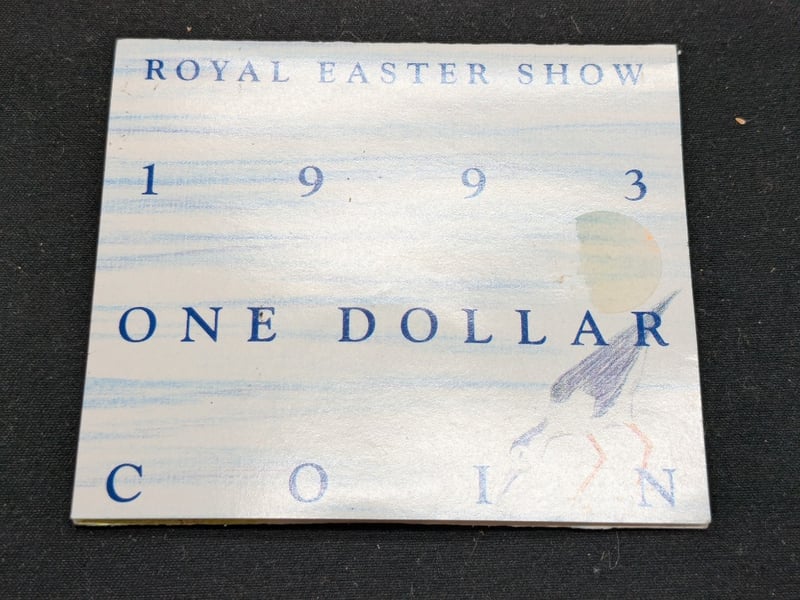 ROYAL EASTER SHOW
1 9 9 3
ONE DOLLAR
C O I N